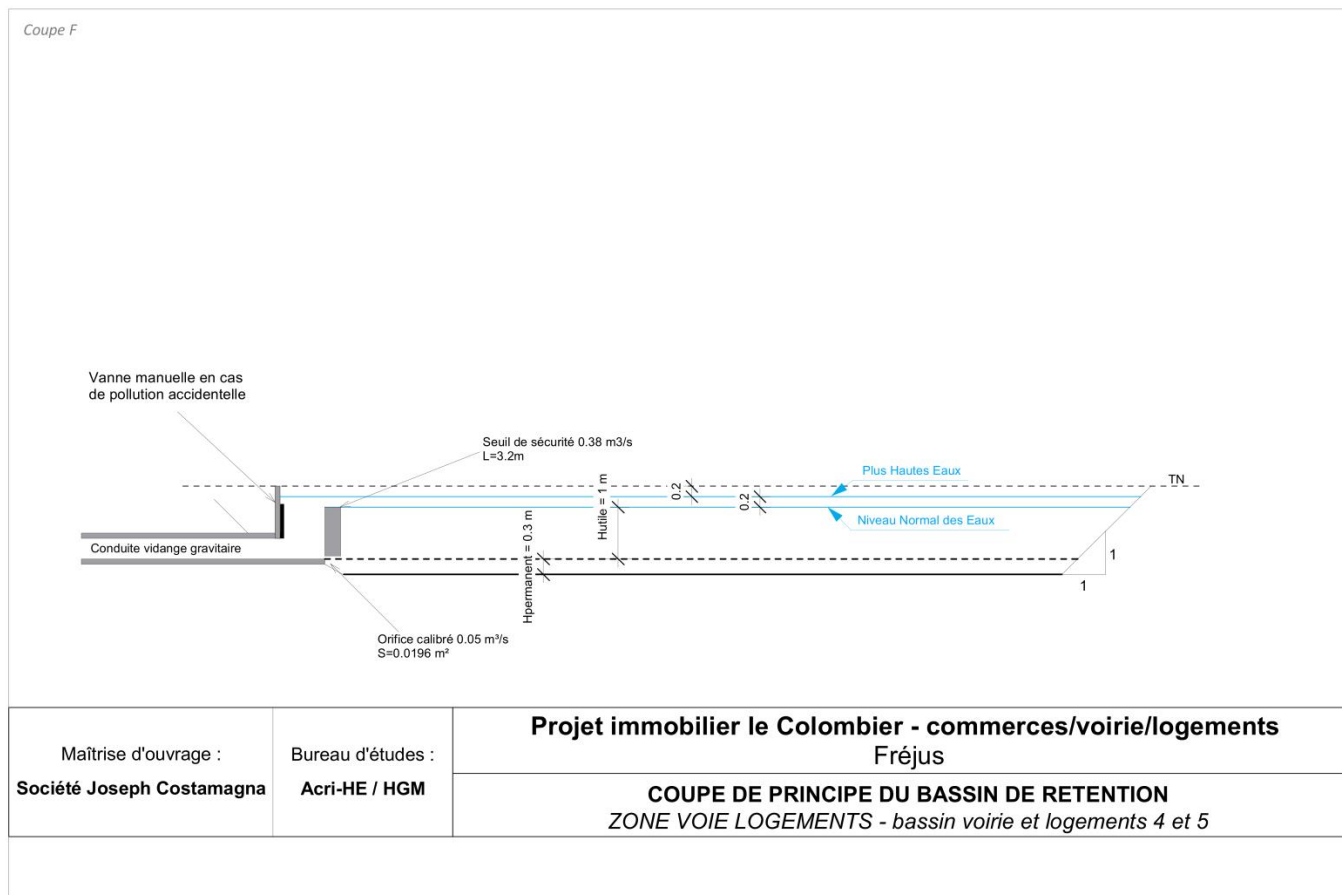 Coupe F
Vanne manuelle en cas
de pollution accidentelle
Seuil de sécurité 0.38 m3/s
L=3.2m
Plus Hautes Eaux
TN
0.2
0.2
Hutile = 1 m
Niveau Normal des Eaux
Conduite vidange gravitaire
Hpermanent = 0.3 m
1
1
Orifice calibré 0.05 m³/s
S=0.0196 m²
Maîtrise d'ouvrage :
Société Joseph Costamagna
Bureau d'études :
Acri-HE / HGM
Projet immobilier le Colombier - commerces/voirie/logements
Fréjus
COUPE DE PRINCIPE DU BASSIN DE RETENTION
ZONE VOIE LOGEMENTS - bassin voirie et logements 4 et 5